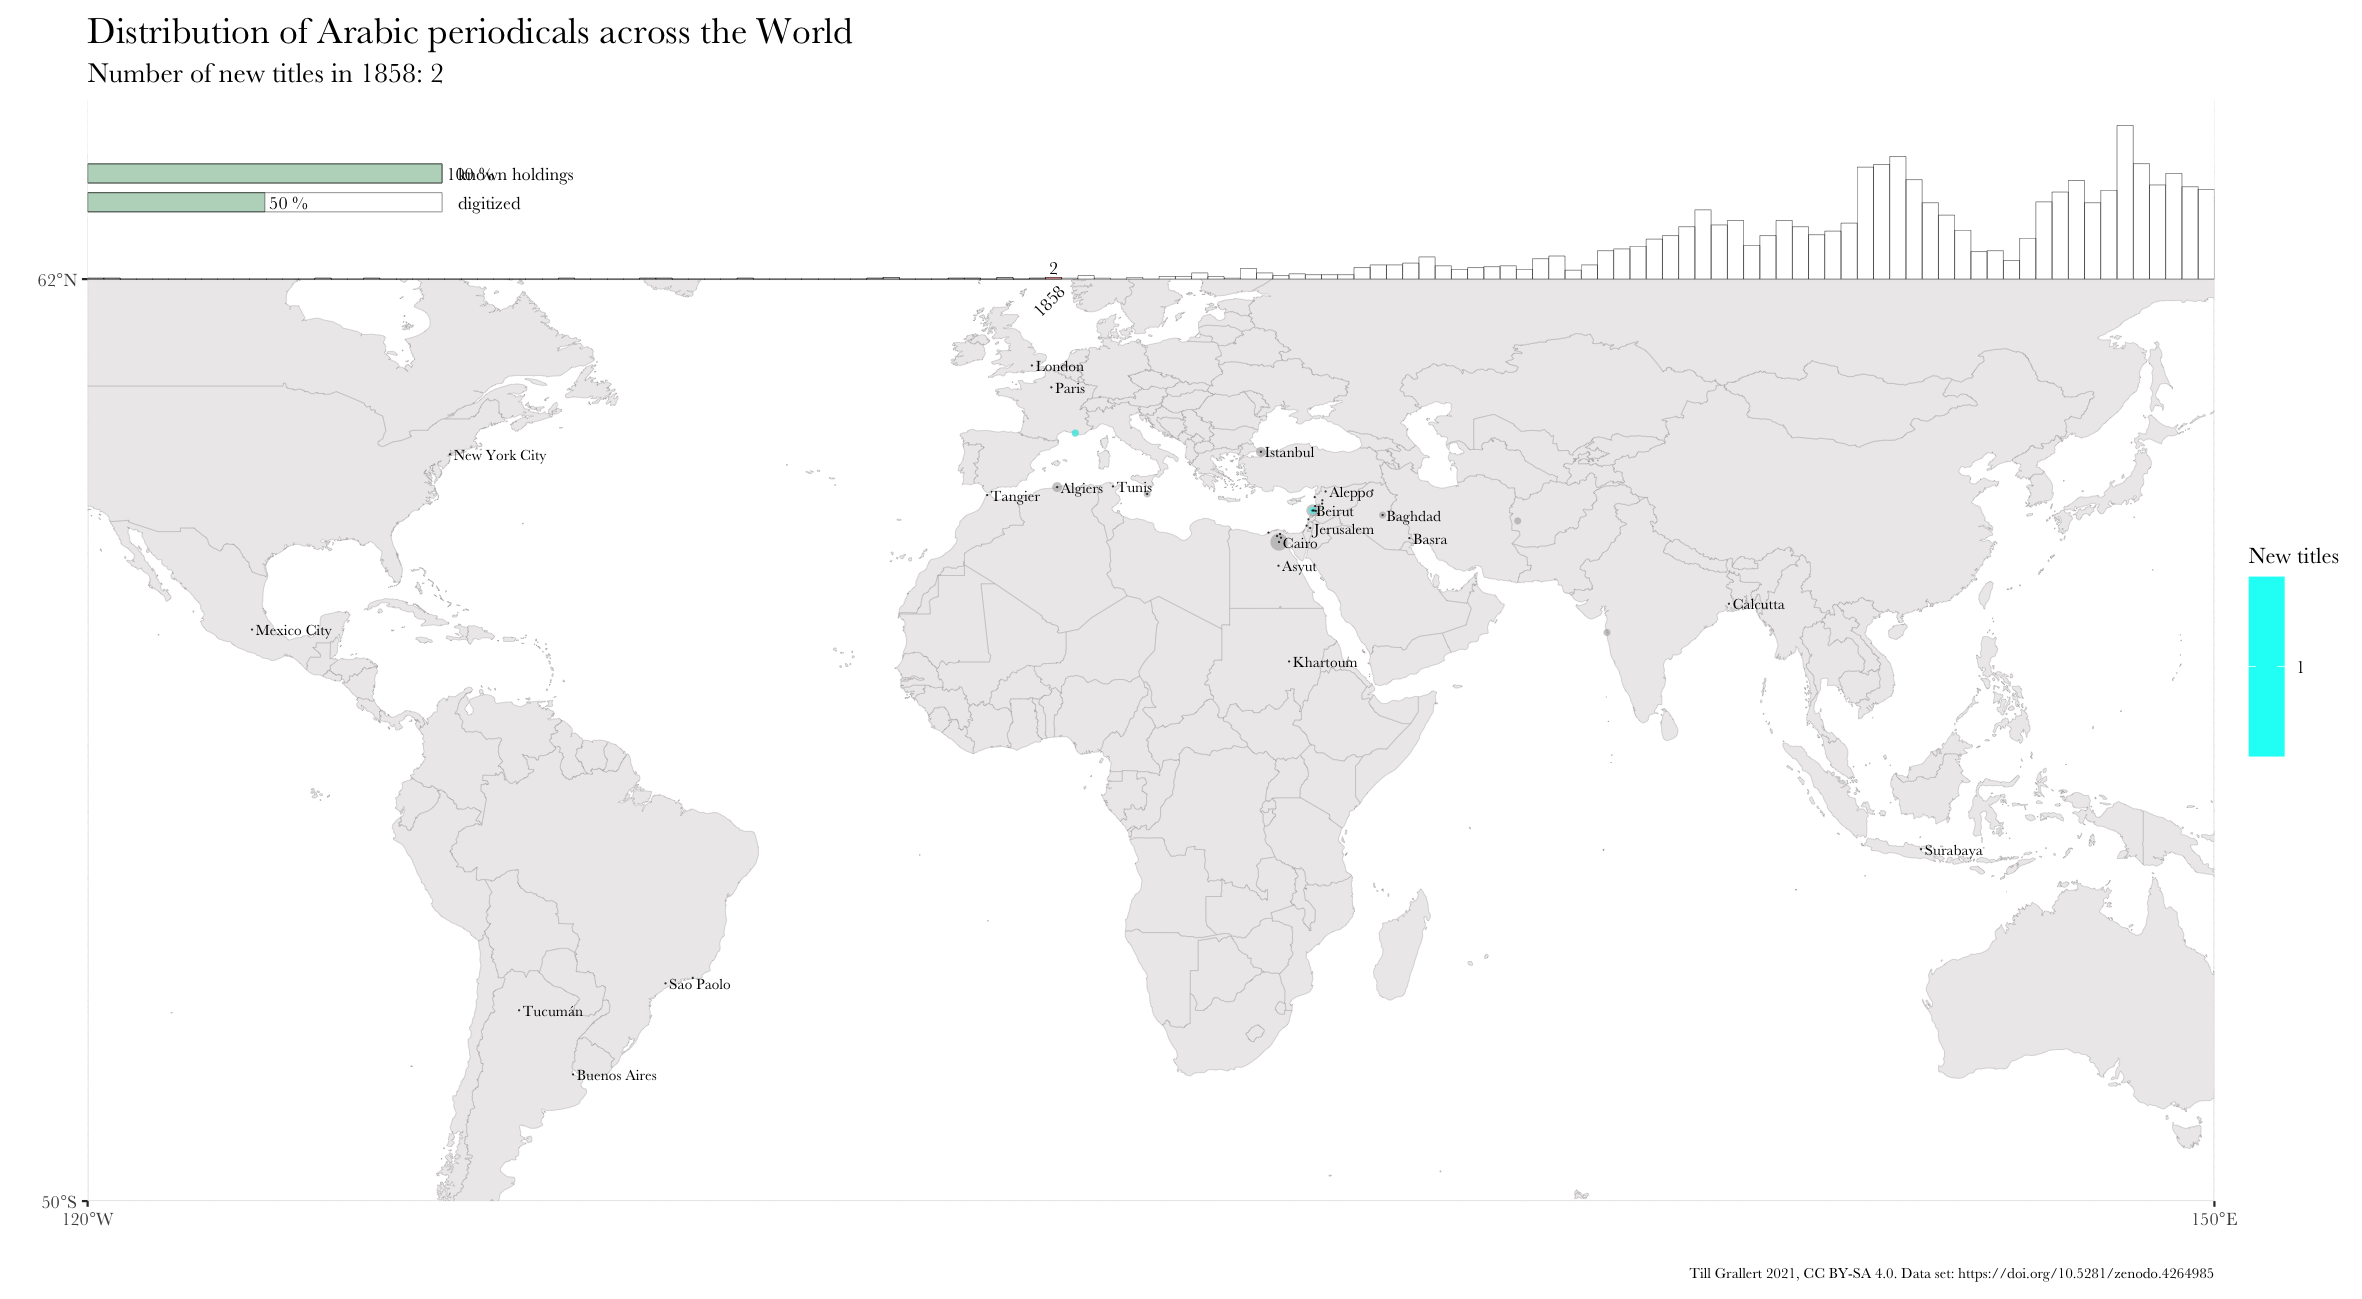 Distribution of Arabic periodicals across the World
Number of new titles in 1858: 2
100 % known holdings
50 % digitized
2
1858
62°N
London
Paris
New York City
Istanbul
Tangier
Algiers
Tunis
Aleppo
Beirut
Baghdad
Jerusalem
Cairo
Basra
Asyut
Calcutta
Mexico City
Khartoum
Surabaya
Sao Paolo
Tucumán
Buenos Aires
New titles
1
50°S
120°W
150°E
Till Grallert 2021, CC BY-SA 4.0. Data set: https://doi.org/10.5281/zenodo.4264985